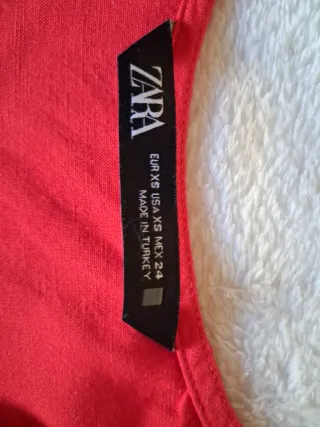 ZARA
EUR XS USA XS MEX 24
MADE IN TURKEY